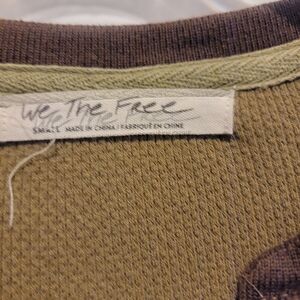 We The Free
SMALL MADE IN CHINA / FABRIQUÉ EN CHINE